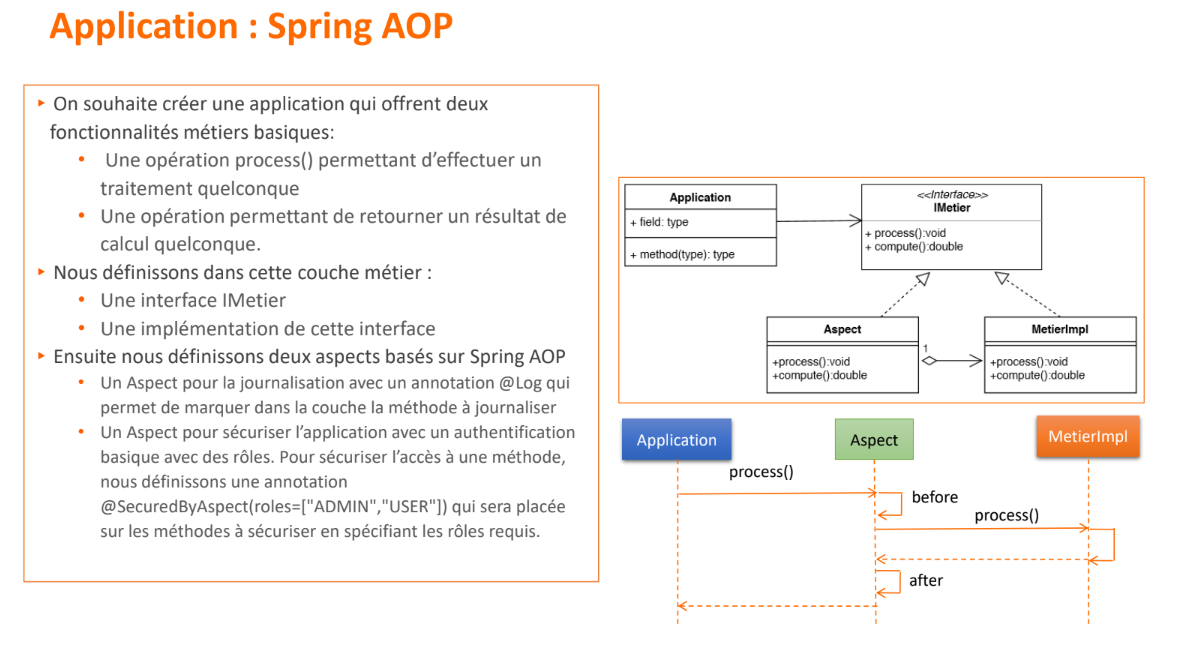 Application : Spring AOP
▸ On souhaite créer une application qui offrent deux
fonctionnalités métiers basiques:
• Une opération process() permettant d’effectuer un
traitement quelconque
• Une opération permettant de retourner un résultat de
calcul quelconque.
▸ Nous définissons dans cette couche métier :
• Une interface IMetier
• Une implémentation de cette interface
▸ Ensuite nous définissons deux aspects basés sur Spring AOP
• Un Aspect pour la journalisation avec un annotation @Log qui
permet de marquer dans la couche la méthode à journaliser
• Un Aspect pour sécuriser l’application avec un authentification
basique avec des rôles. Pour sécuriser l’accès à une méthode,
nous définissons une annotation
@SecuredByAspect(roles=["ADMIN","USER"]) qui sera placée
sur les méthodes à sécuriser en spécifiant les rôles requis.
Application
+ field: type
+ method(type): type
<<Interface>>
IMetier
+ process():void
+ compute():double
Aspect
+process():void
+compute():double
1
MetierImpl
+process():void
+compute():double
Application
Aspect
MetierImpl
process()
before
process()
after